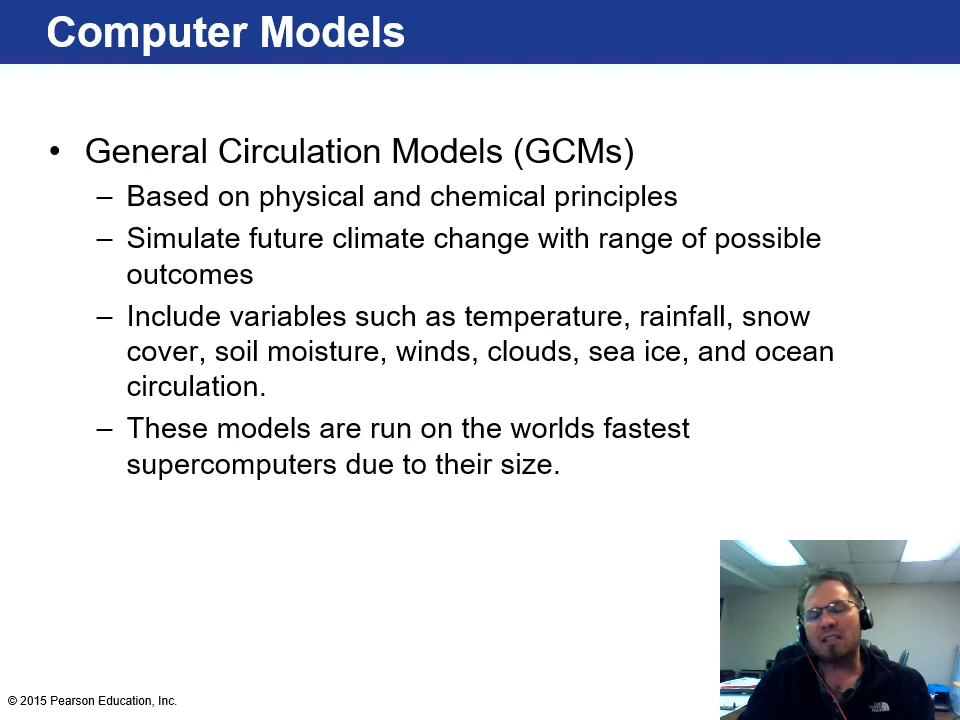 Computer Models
• General Circulation Models (GCMs)
– Based on physical and chemical principles
– Simulate future climate change with range of possible
outcomes
– Include variables such as temperature, rainfall, snow
cover, soil moisture, winds, clouds, sea ice, and ocean
circulation.
– These models are run on the worlds fastest
supercomputers due to their size.
© 2015 Pearson Education, Inc.